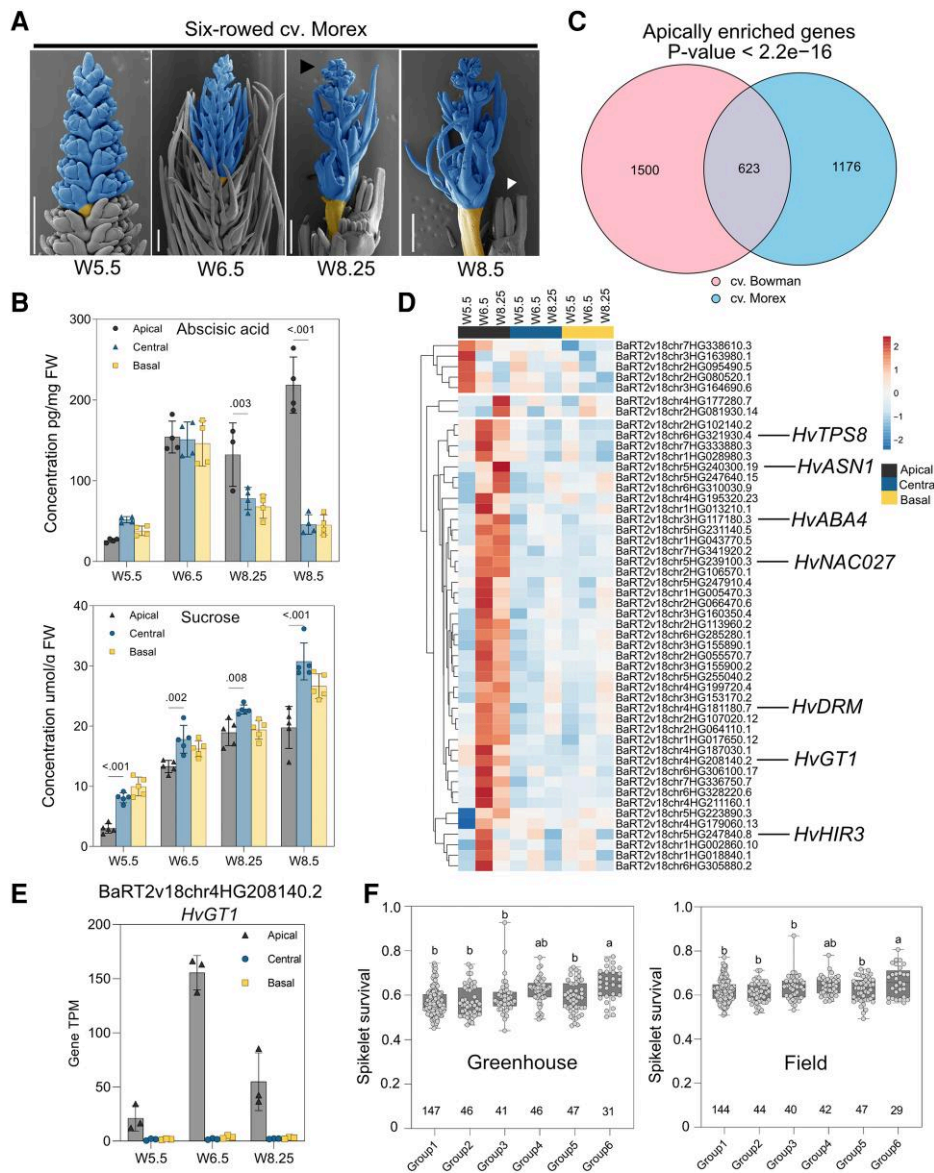 A
Six-rowed cv. Morex
W5.5
W6.5
W8.25
W8.5
B
Abscisic acid
Apical
Central
Basal
Concentration pg/mg FW
300
200
100
0
.003
<.001
W5.5
W6.5
W8.25
W8.5
Sucrose
Apical
Central
Basal
Concentration umol/g FW
40
30
20
10
0
<.001
.002
.008
<.001
W5.5
W6.5
W8.25
W8.5
C
Apically enriched genes
P-value < 2.2e−16
1500
623
1176
cv. Bowman
cv. Morex
D
W5.5
W6.5
W8.25
W5.5
W6.5
W8.25
W5.5
W6.5
W8.25
BaRT2v18chr7HG338610.3
BaRT2v18chr3HG163980.1
BaRT2v18chr2HG095490.5
BaRT2v18chr2HG080520.1
BaRT2v18chr3HG164690.6
BaRT2v18chr4HG177280.7
BaRT2v18chr2HG081930.14
BaRT2v18chr2HG102140.2
BaRT2v18chr6HG321930.4
BaRT2v18chr7HG333880.3
BaRT2v18chr1HG028980.3
BaRT2v18chr5HG240300.19
BaRT2v18chr5HG247640.15
BaRT2v18chr6HG310030.9
BaRT2v18chr4HG195320.23
BaRT2v18chr1HG013210.1
BaRT2v18chr3HG117180.3
BaRT2v18chr5HG231140.5
BaRT2v18chr1HG043770.5
BaRT2v18chr7HG341920.2
BaRT2v18chr5HG239100.3
BaRT2v18chr2HG106570.1
BaRT2v18chr5HG247910.4
BaRT2v18chr1HG005470.3
BaRT2v18chr2HG066470.6
BaRT2v18chr3HG160350.4
BaRT2v18chr2HG113960.2
BaRT2v18chr6HG285280.1
BaRT2v18chr3HG155890.1
BaRT2v18chr2HG055570.7
BaRT2v18chr3HG155900.2
BaRT2v18chr5HG255040.2
BaRT2v18chr4HG199720.4
BaRT2v18chr3HG153170.2
BaRT2v18chr4HG181180.7
BaRT2v18chr2HG107020.12
BaRT2v18chr2HG064110.1
BaRT2v18chr1HG017650.12
BaRT2v18chr4HG187030.1
BaRT2v18chr4HG208140.2
BaRT2v18chr6HG306100.17
BaRT2v18chr7HG336750.7
BaRT2v18chr6HG328220.6
BaRT2v18chr4HG211160.1
BaRT2v18chr5HG223890.3
BaRT2v18chr4HG179060.13
BaRT2v18chr5HG247840.8
BaRT2v18chr1HG002860.10
BaRT2v18chr1HG018840.1
BaRT2v18chr6HG305880.2
2
1
0
-1
-2
Apical
Central
Basal
HvTPS8
HvASN1
HvABA4
HvNAC027
HvDRM
HvGT1
HvHIR3
E
BaRT2v18chr4HG208140.2
HvGT1
Apical
Central
Basal
Gene TPM
200
150
100
50
0
W5.5
W6.5
W8.25
F
Spikelet survival
1.0
0.8
0.6
0.4
0.2
0
b
b
b
ab
b
a
Greenhouse
147
46
41
46
47
31
Group1
Group2
Group3
Group4
Group5
Group6
Spikelet survival
1.0
0.8
0.6
0.4
0.2
0
b
b
b
ab
b
a
Field
144
44
40
42
47
29
Group1
Group2
Group3
Group4
Group5
Group6